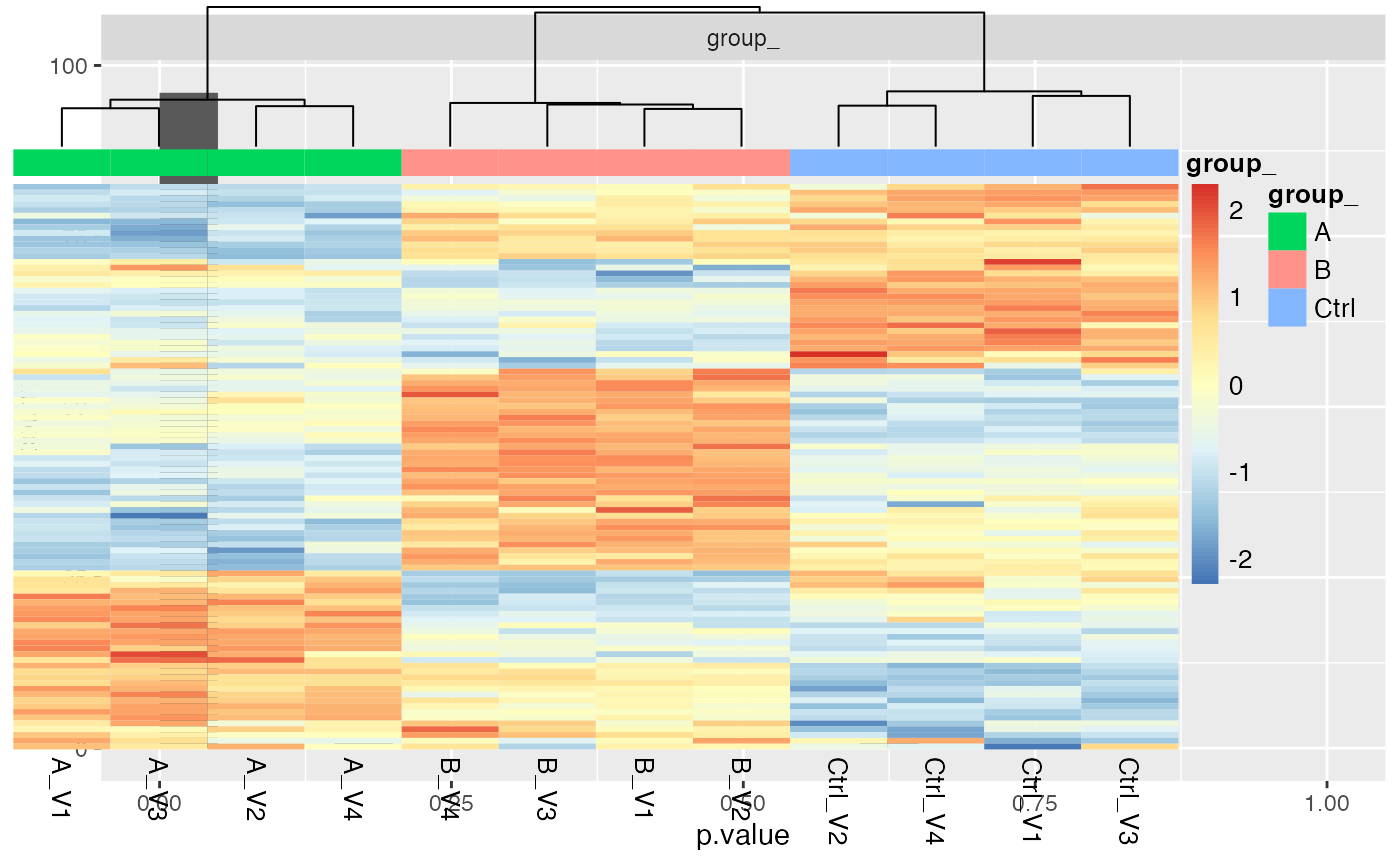 group_
100
group_
2
1
0
-1
-2
group_
A
B
Ctrl
0
A_V1
A_V3
A_V2
A_V4
B_V4
B_V3
B_V1
B_V2
Ctrl_V2
Ctrl_V4
Ctrl_V1
Ctrl_V3
0.00
0.25
0.50
0.75
1.00
p.value